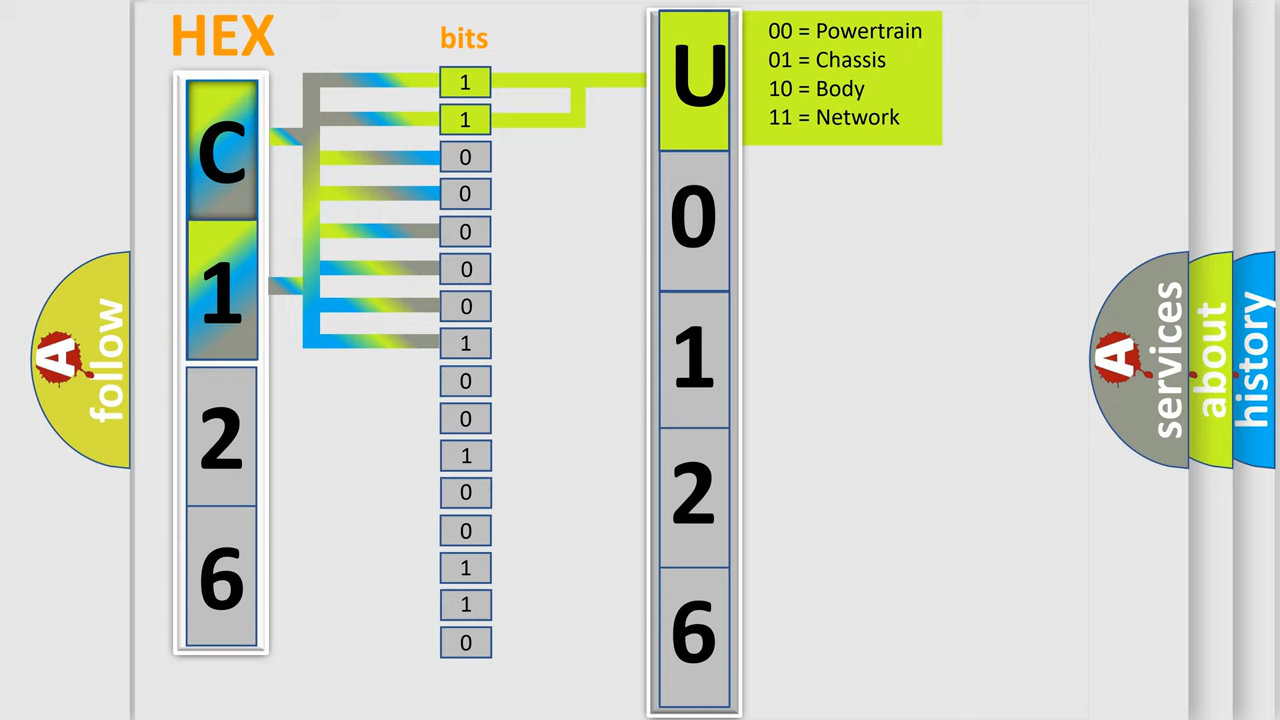 HEX
bits
C
1
2
6
1
1
0
0
0
0
0
1
0
0
1
0
0
1
1
0
U
0
1
2
6
00 = Powertrain
01 = Chassis
10 = Body
11 = Network
A follow
A services
about
history